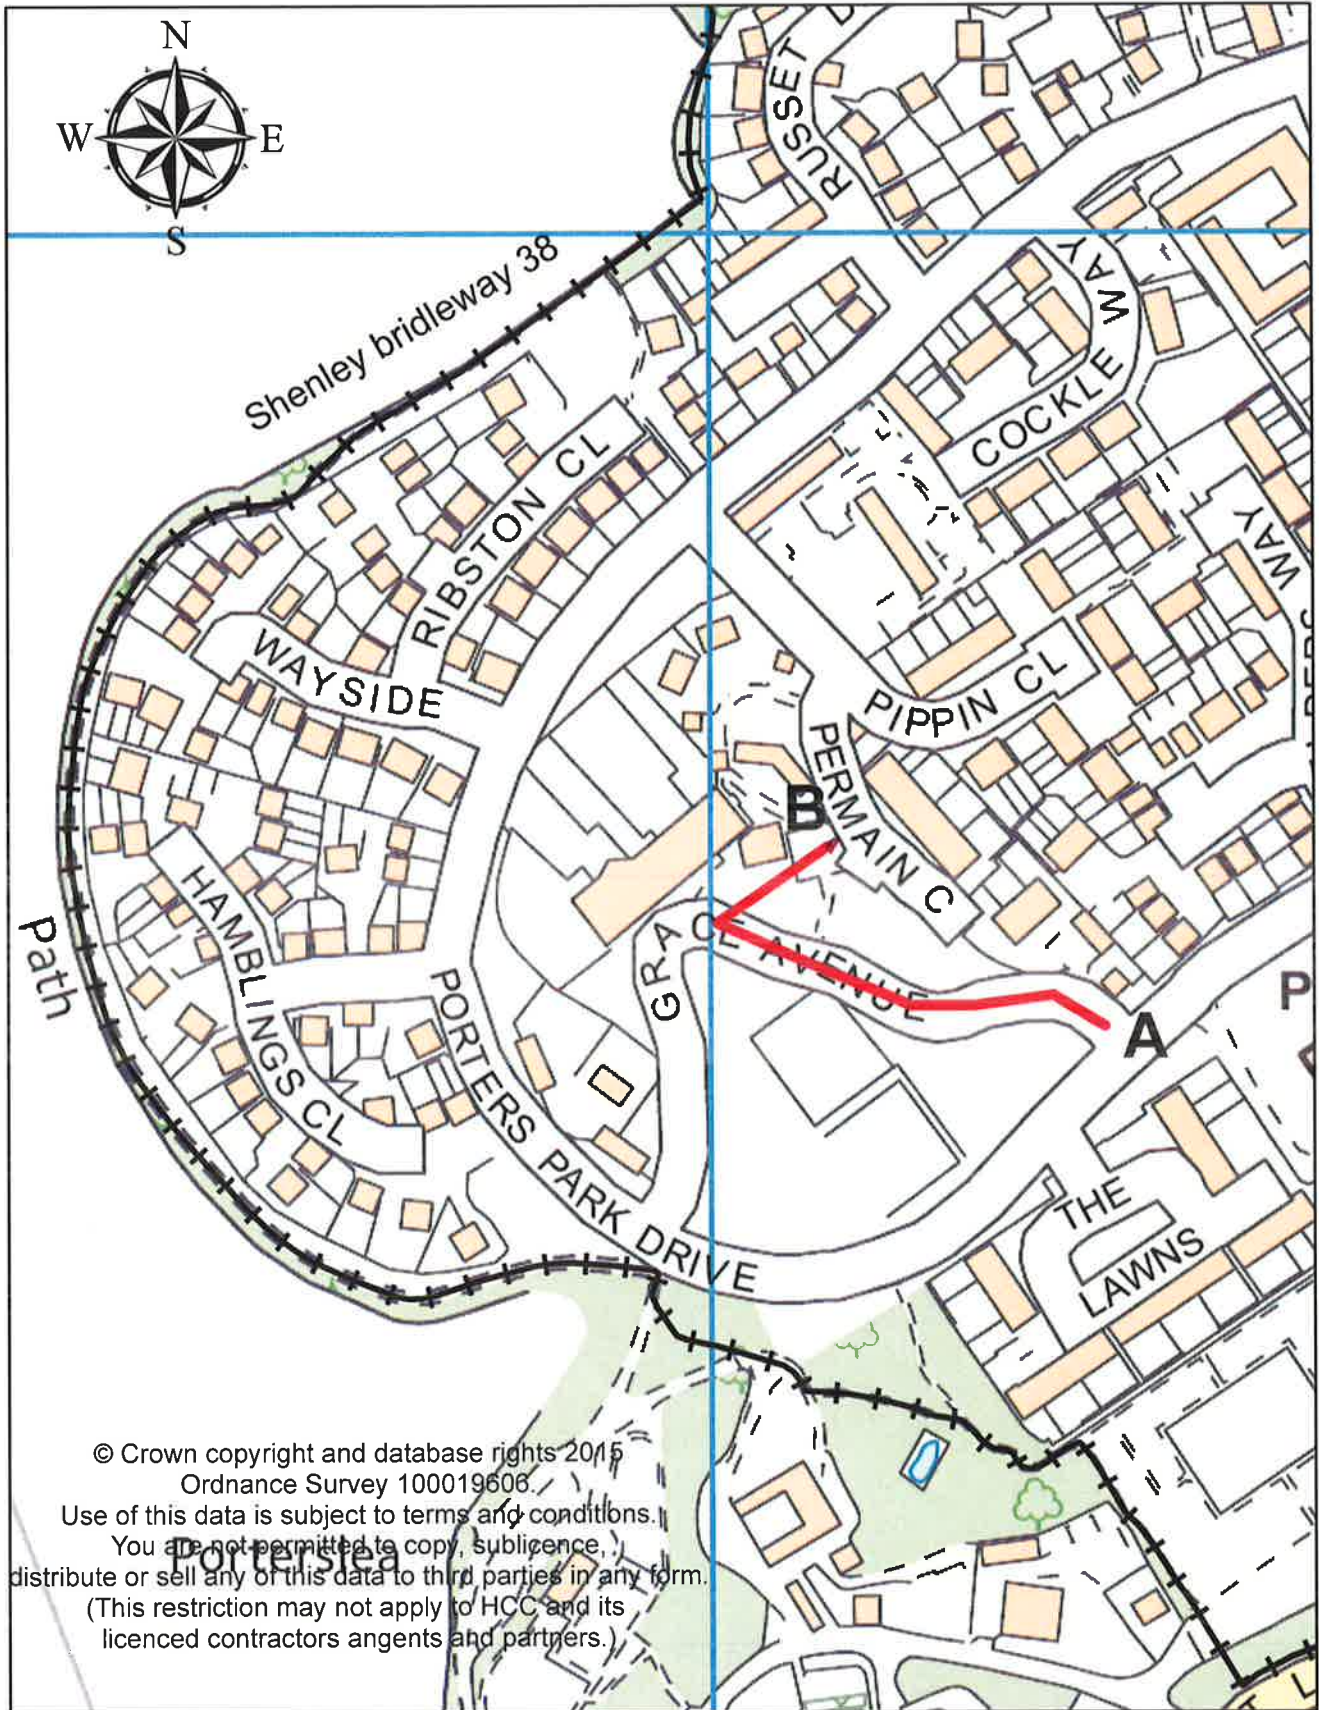 N
W E
S
RUSSET
Shenley bridleway 38
COCKLE WAY
RIBSTON CL
WAY
WAYSIDE
PIPPIN CL
PERMAIN C
B
HAMBLINGS CL
Path
GRACE AVENUE
PORTERS PARK DRIVE
P
A
THE
LAWNS
© Crown copyright and database rights 2015
Ordnance Survey 100019606.
Use of this data is subject to terms and conditions.
You are not permitted to copy, sublicence,
Porterslea
distribute or sell any of this data to third parties in any form.
(This restriction may not apply to HCC and its
licenced contractors angents and partners.)